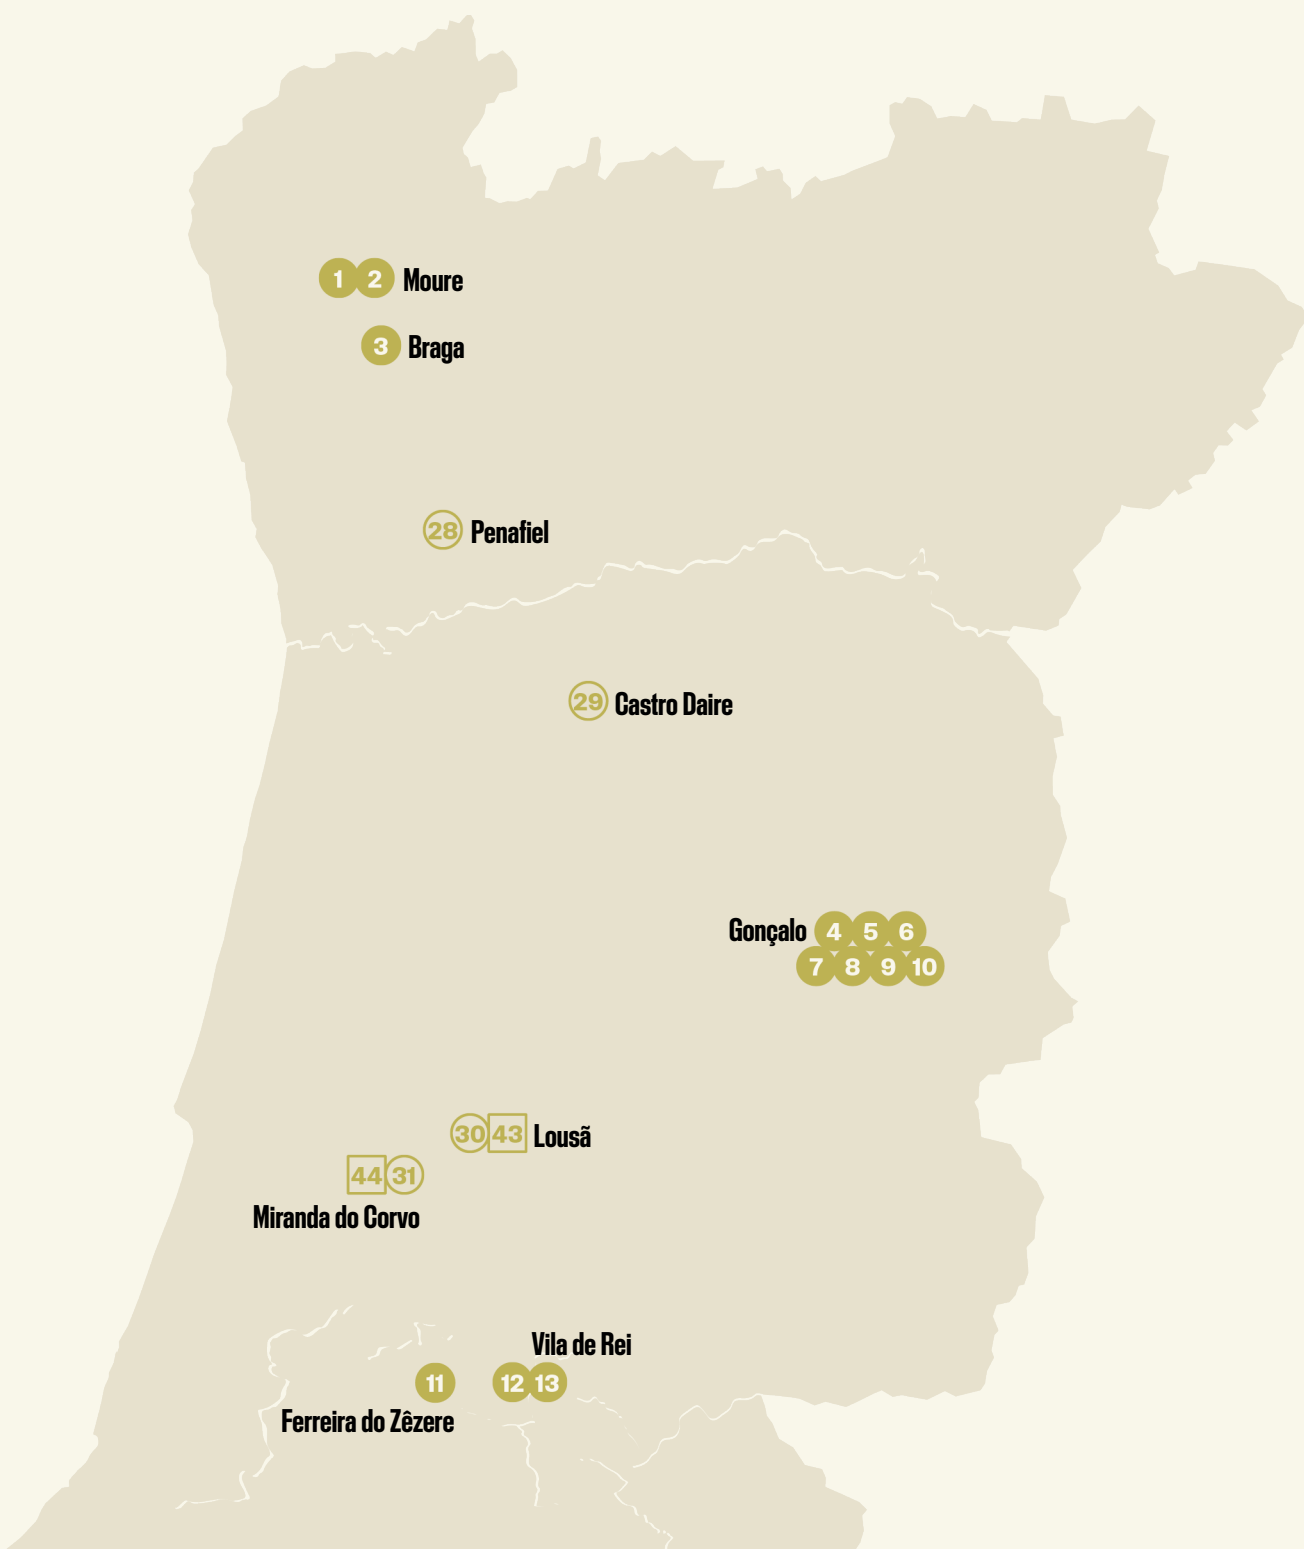 1 2 Moure
3 Braga
28 Penafiel
29 Castro Daire
Gonçalo 4 5 6
7 8 9 10
30 43 Lousã
44 31
Miranda do Corvo
Vila de Rei
11 12 13
Ferreira do Zêzere